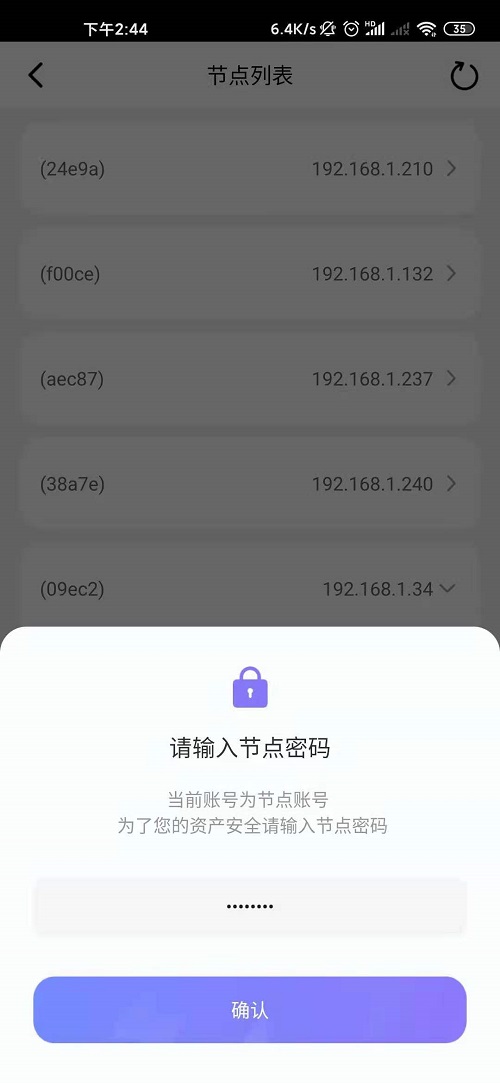 下午2:44 6.4K/s HD 35
节点列表
(24e9a) 192.168.1.210
(f00ce) 192.168.1.132
(aec87) 192.168.1.237
(38a7e) 192.168.1.240
(09ec2) 192.168.1.34
请输入节点密码
当前账号为节点账号
为了您的资产安全请输入节点密码
••••••••
确认